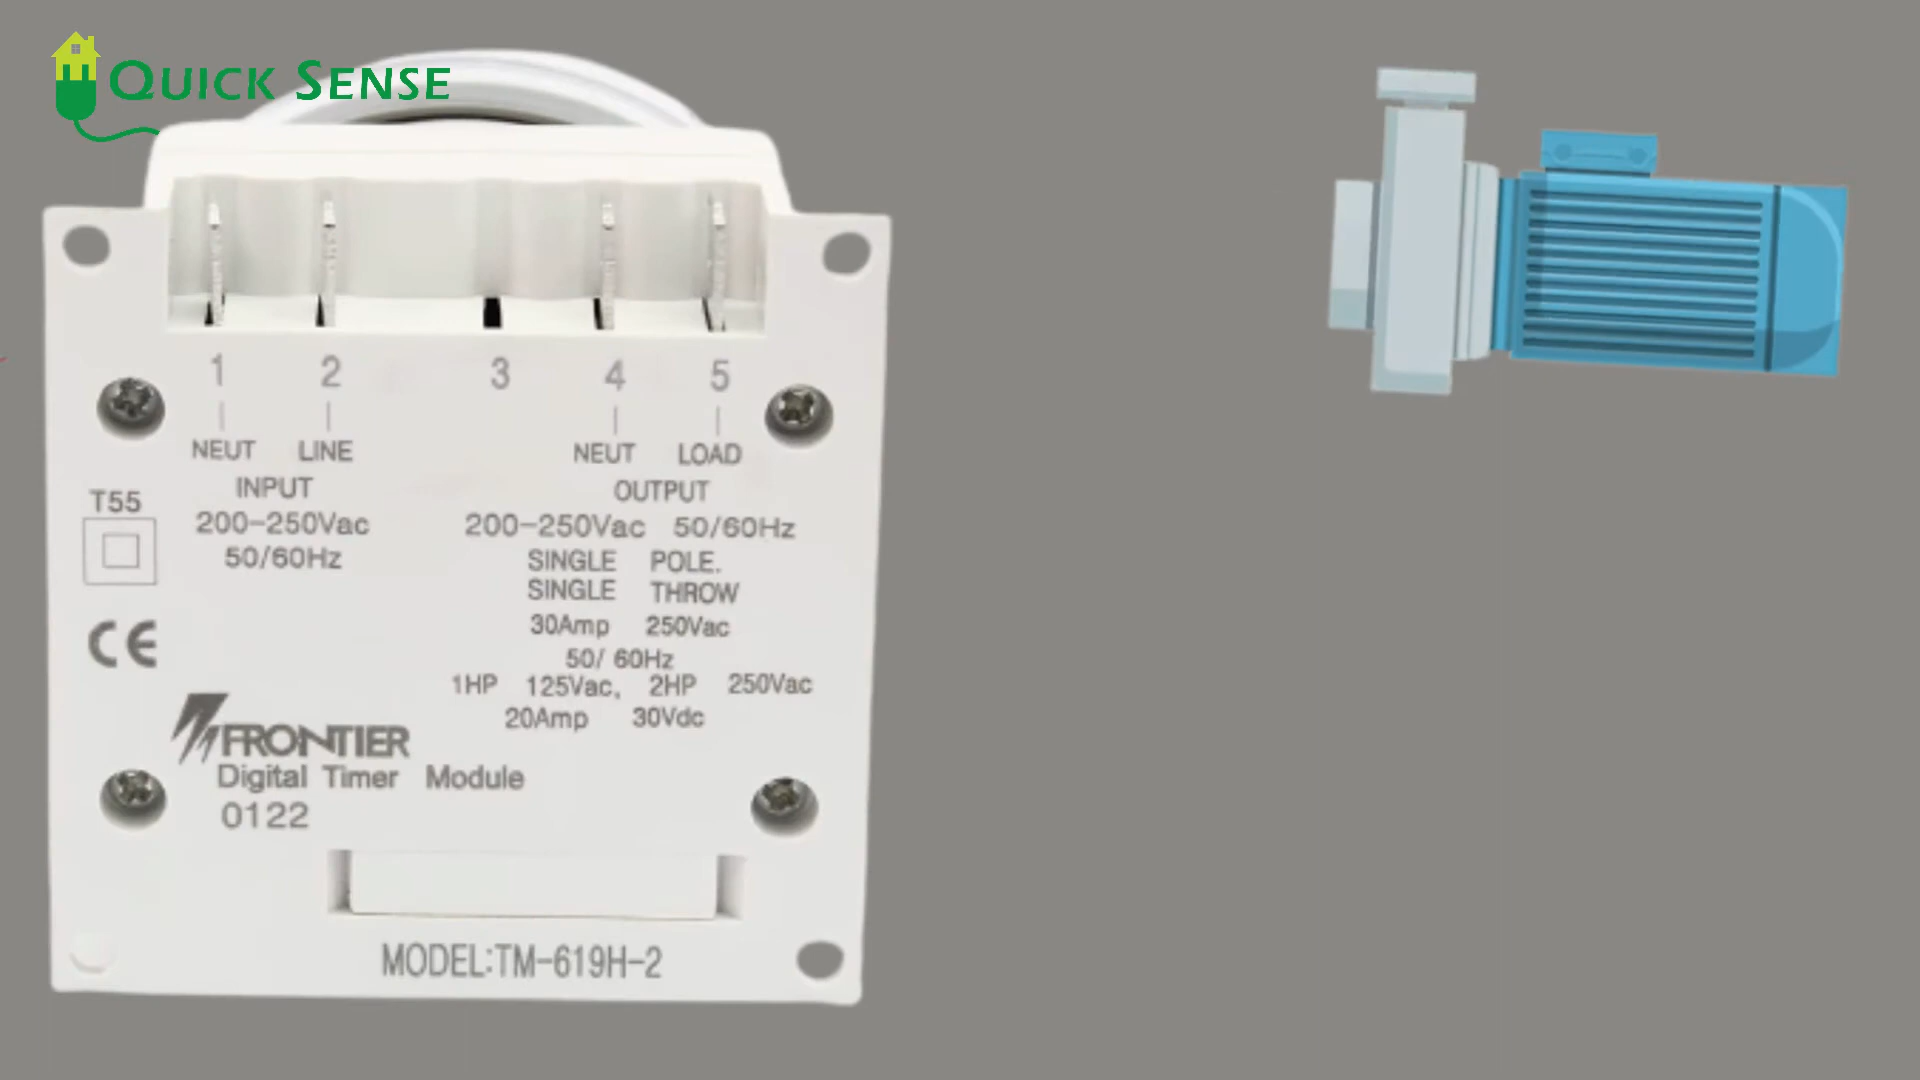 QUICK SENSE
1 2 3 4 5
NEUT LINE NEUT LOAD
INPUT OUTPUT
T55
200-250Vac 200-250Vac 50/60Hz
50/60Hz
SINGLE POLE.
SINGLE THROW
30Amp 250Vac
50/ 60Hz
CE
1HP 125Vac, 2HP 250Vac
20Amp 30Vdc
FRONTIER
Digital Timer Module
0122
MODEL:TM-619H-2